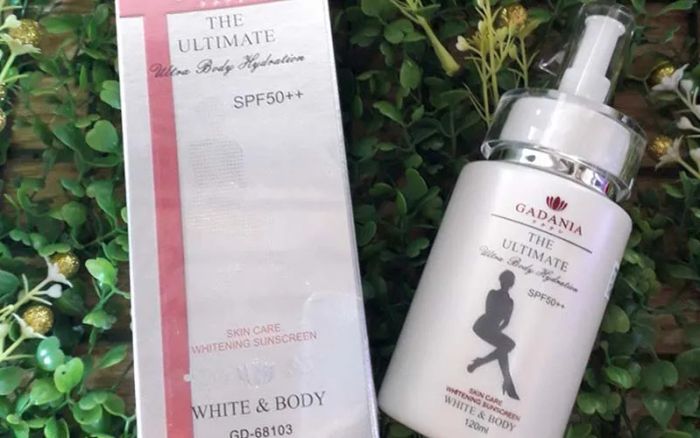 THE
ULTIMATE
Ultra Body Hydration
SPF50++
SKIN CARE
WHITENING SUNSCREEN
WHITE & BODY
GD-68103
GADANIA
THE
ULTIMATE
Ultra Body Hydration
SPF50++
SKIN CARE
WHITENING SUNSCREEN
WHITE & BODY
120ml